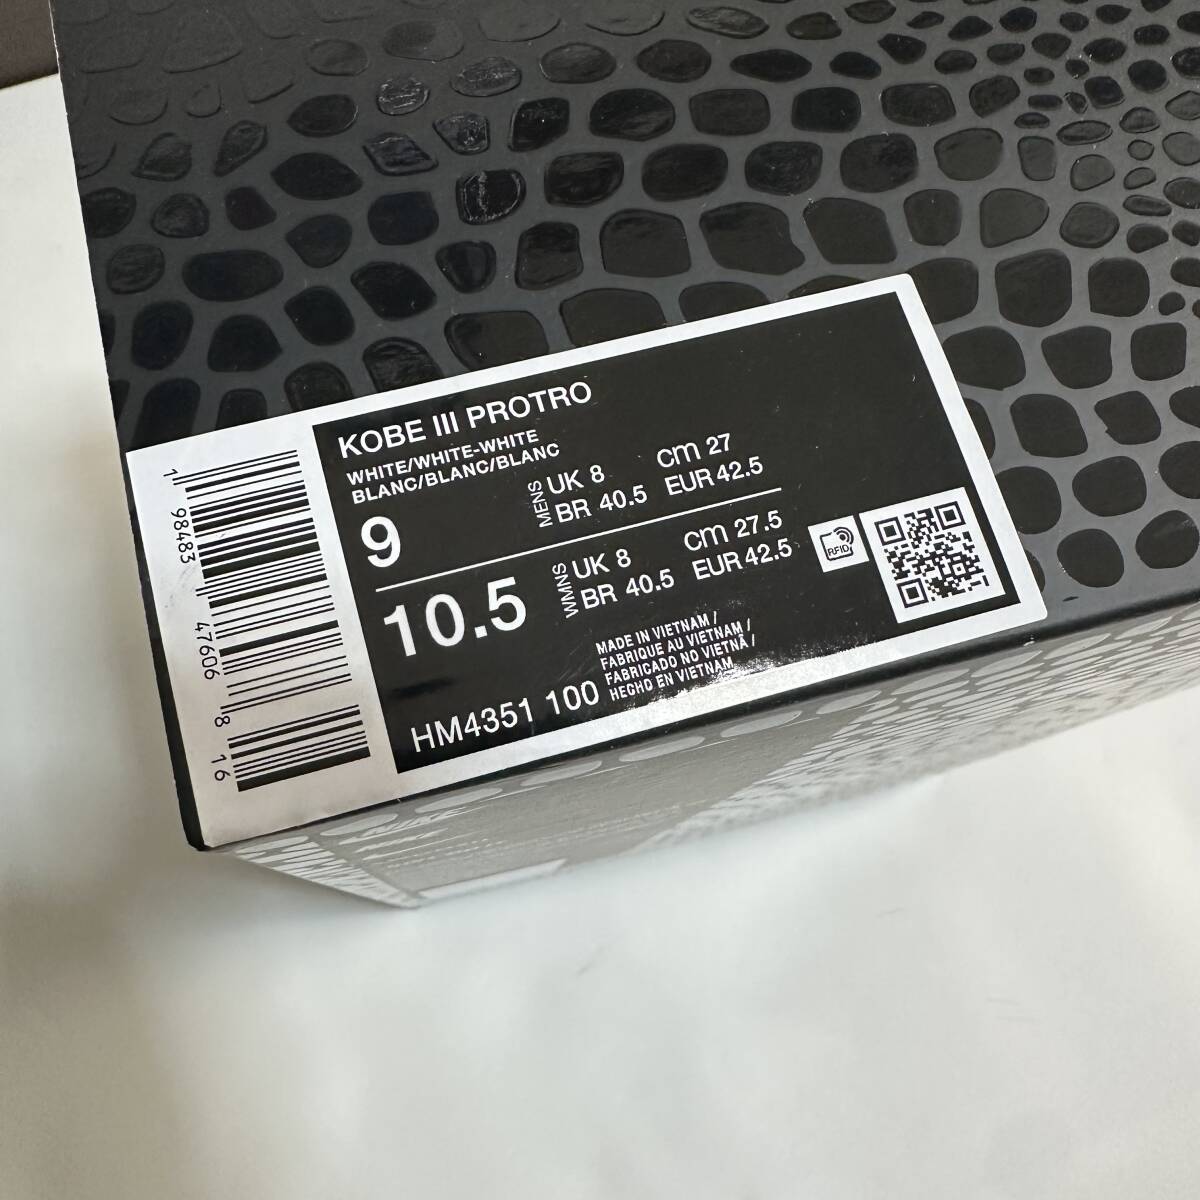 KOBE III PROTRO
WHITE/WHITE-WHITE
BLANC/BLANC/BLANC
9
MENS
UK 8
cm 27
BR 40.5
EUR 42.5
10.5
WMNS
UK 8
cm 27.5
BR 40.5
EUR 42.5
RFID
MADE IN VIETNAM /
FABRIQUE AU VIETNAM /
FABRICADO NO VIETNÃ /
HECHO EN VIETNAM
HM4351 100
1 98483 47606 8 16